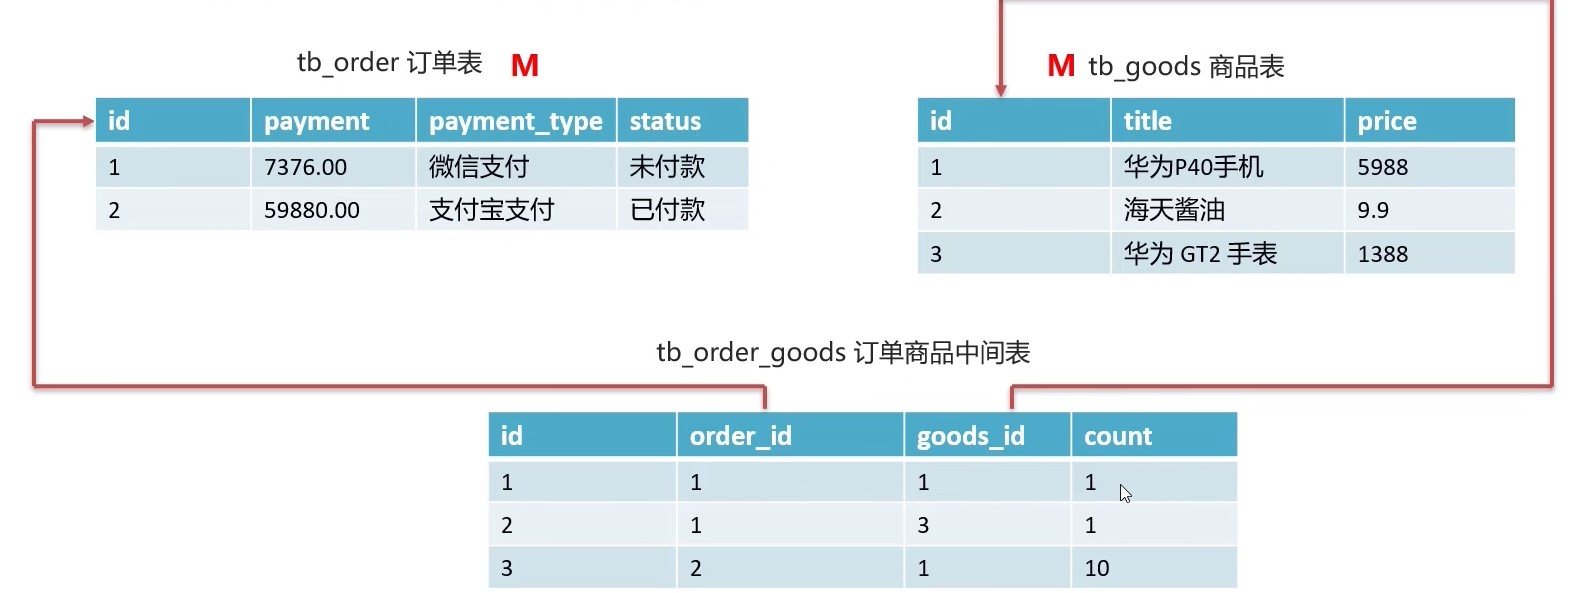 tb_order 订单表 M
id payment payment_type status
1 7376.00 微信支付 未付款
2 59880.00 支付宝支付 已付款
M tb_goods 商品表
id title price
1 华为P40手机 5988
2 海天酱油 9.9
3 华为 GT2 手表 1388
tb_order_goods 订单商品中间表
id order_id goods_id count
1 1 1 1
2 1 3 1
3 2 1 10